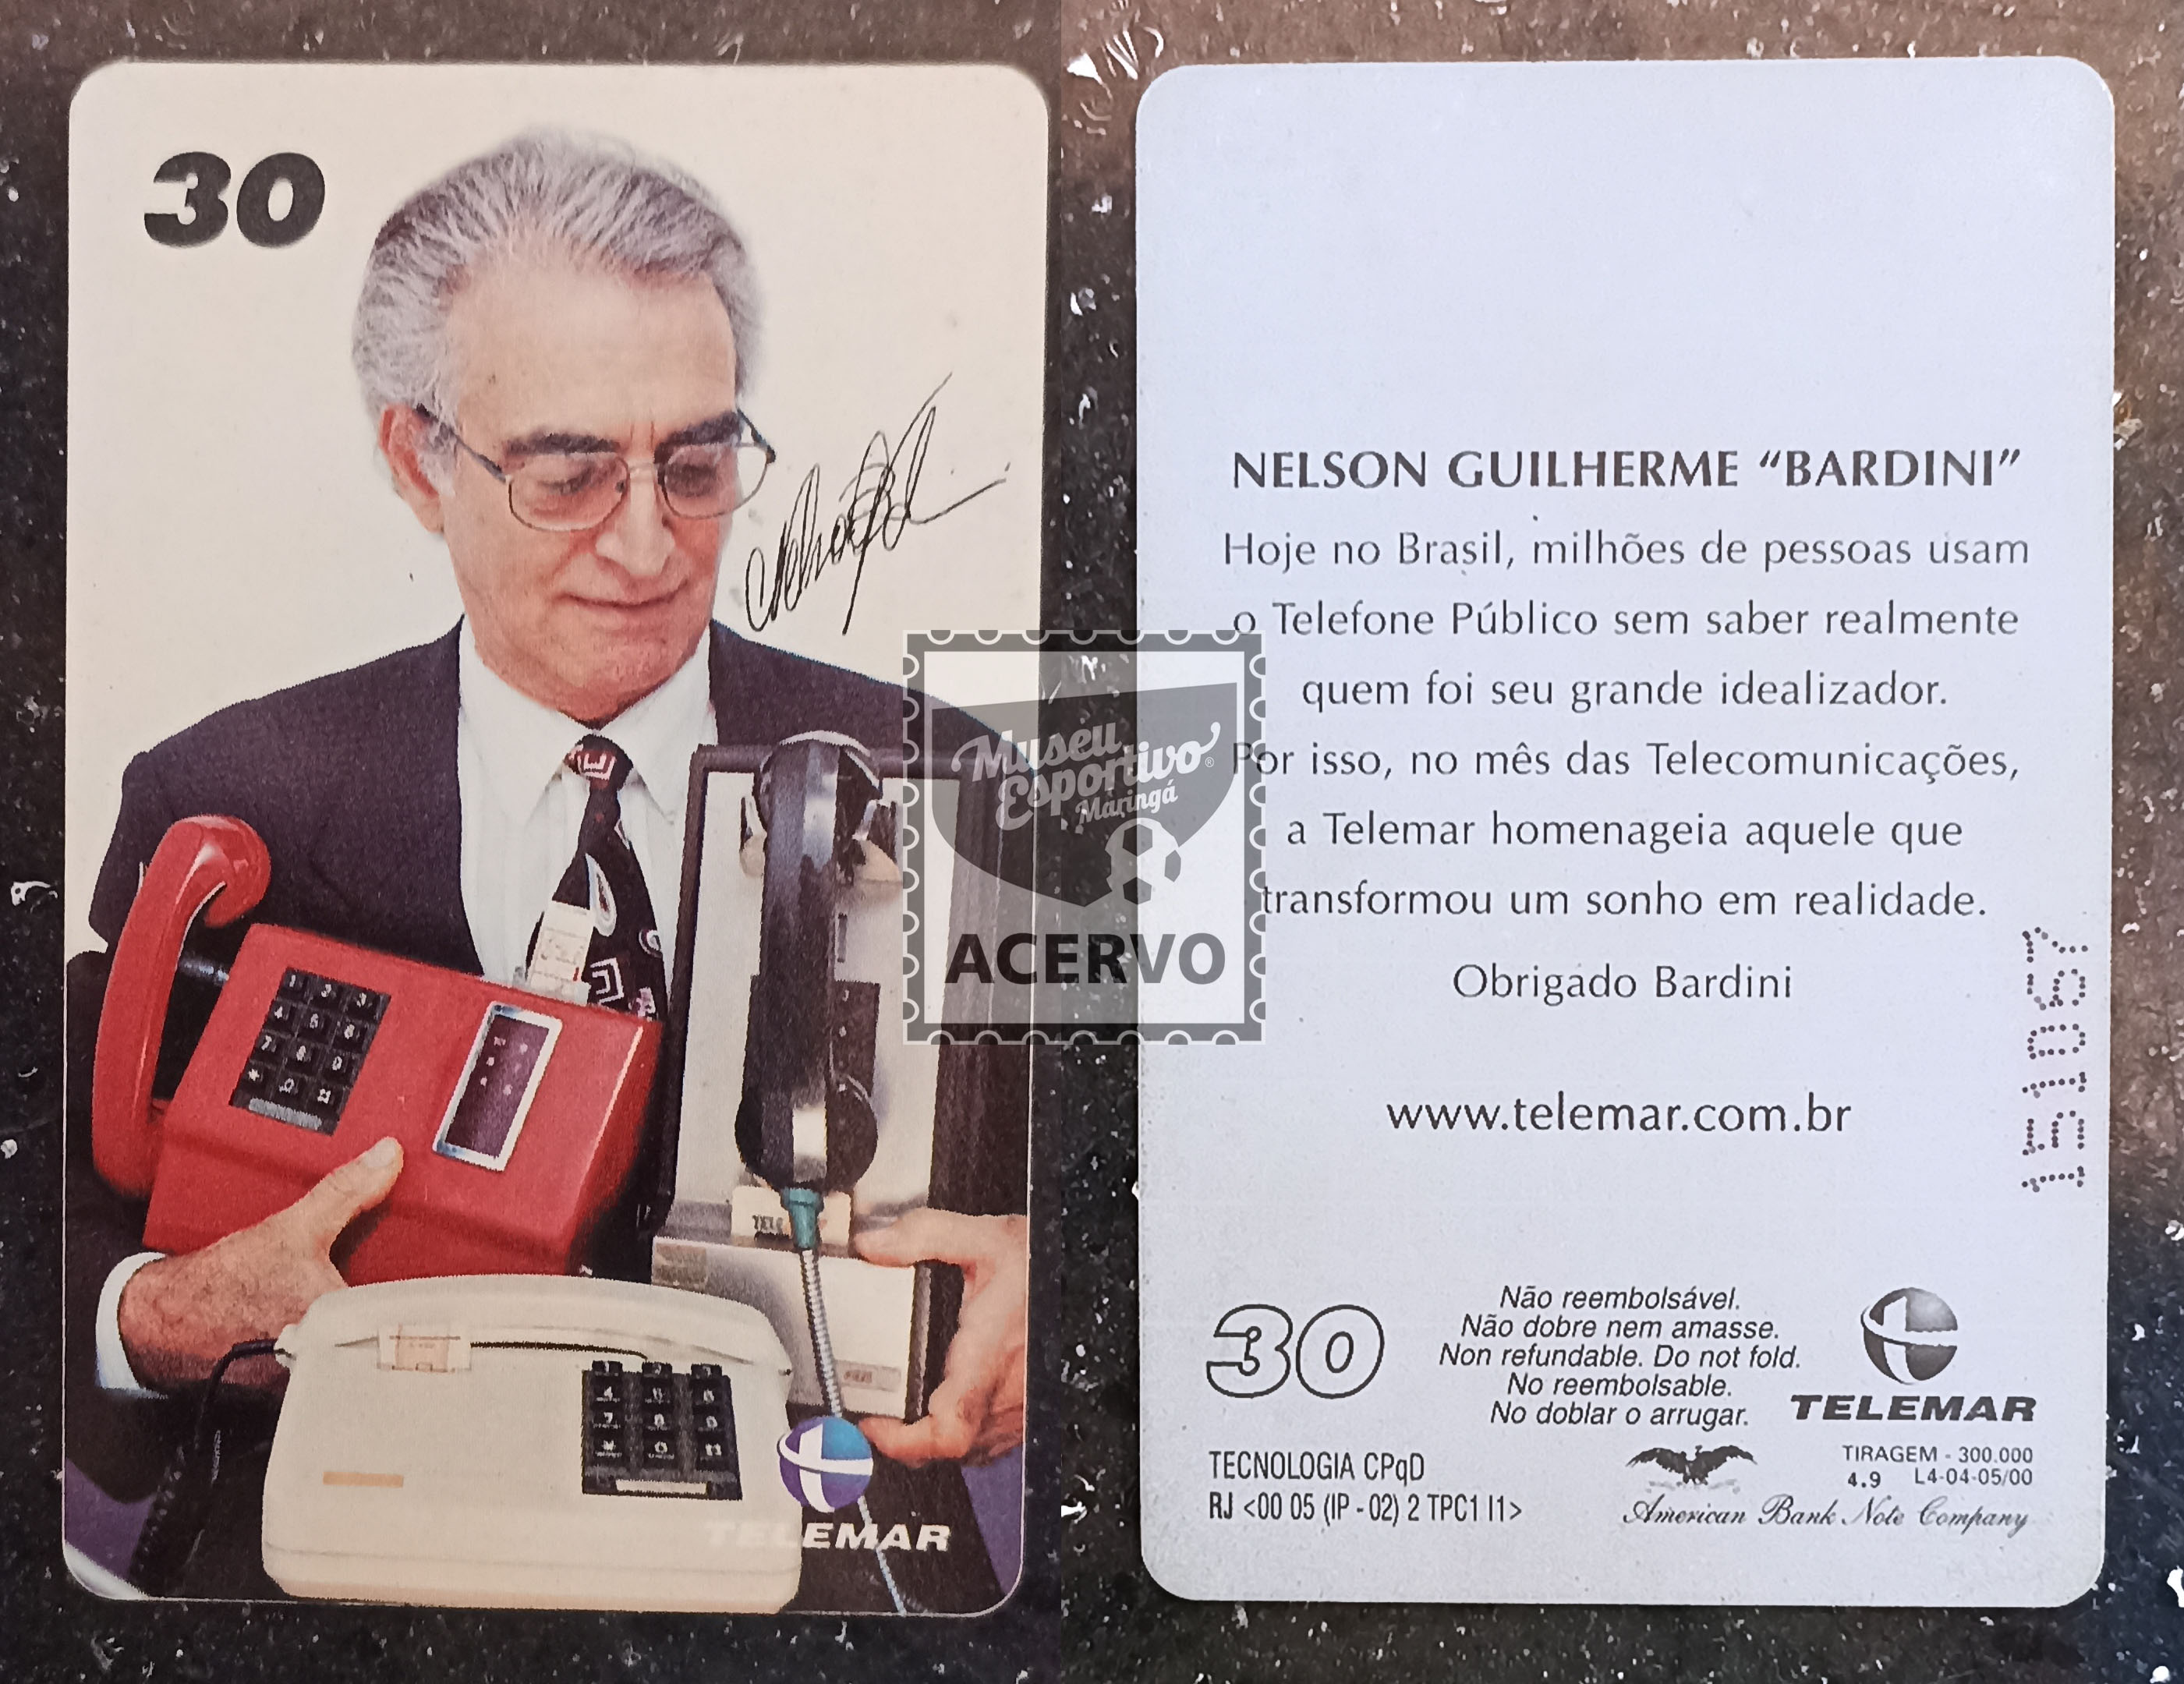 30
TELEMAR
Museu
Esportivo
Maringá
ACERVO
NELSON GUILHERME “BARDINI”
Hoje no Brasil, milhões de pessoas usam
o Telefone Público sem saber realmente
quem foi seu grande idealizador.
Por isso, no mês das Telecomunicações,
a Telemar homenageia aquele que
transformou um sonho em realidade.
Obrigado Bardini
www.telemar.com.br
151057
30
Não reembolsável.
Não dobre nem amasse.
Non refundable. Do not fold.
No reembolsable.
No doblar o arrugar.
TELEMAR
TECNOLOGIA CPqD
RJ <00 05 (IP - 02) 2 TPC1 I1>
TIRAGEM - 300.000
4.9 L4-04-05/00
American Bank Note Company